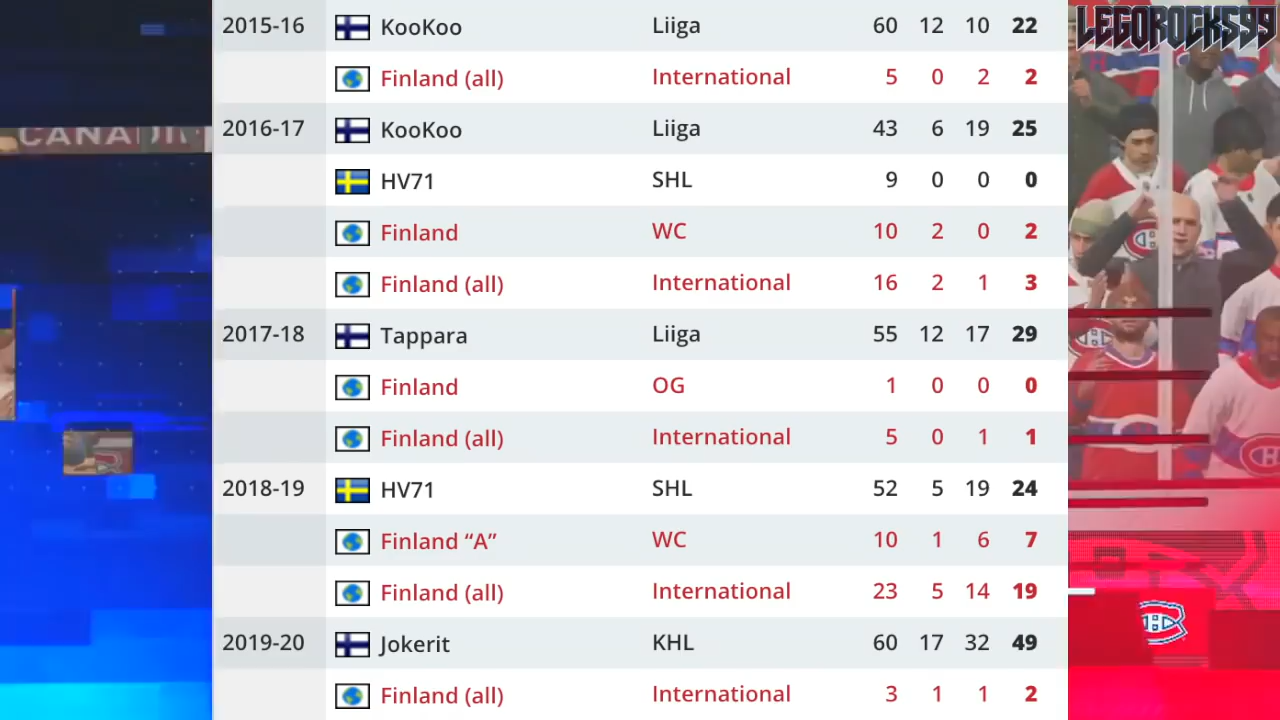 LEGOROCKS99
2015-16 KooKoo Liiga 60 12 10 22
Finland (all) International 5 0 2 2
2016-17 KooKoo Liiga 43 6 19 25
HV71 SHL 9 0 0 0
Finland WC 10 2 0 2
Finland (all) International 16 2 1 3
2017-18 Tappara Liiga 55 12 17 29
Finland OG 1 0 0 0
Finland (all) International 5 0 1 1
2018-19 HV71 SHL 52 5 19 24
Finland “A” WC 10 1 6 7
Finland (all) International 23 5 14 19
2019-20 Jokerit KHL 60 17 32 49
Finland (all) International 3 1 1 2